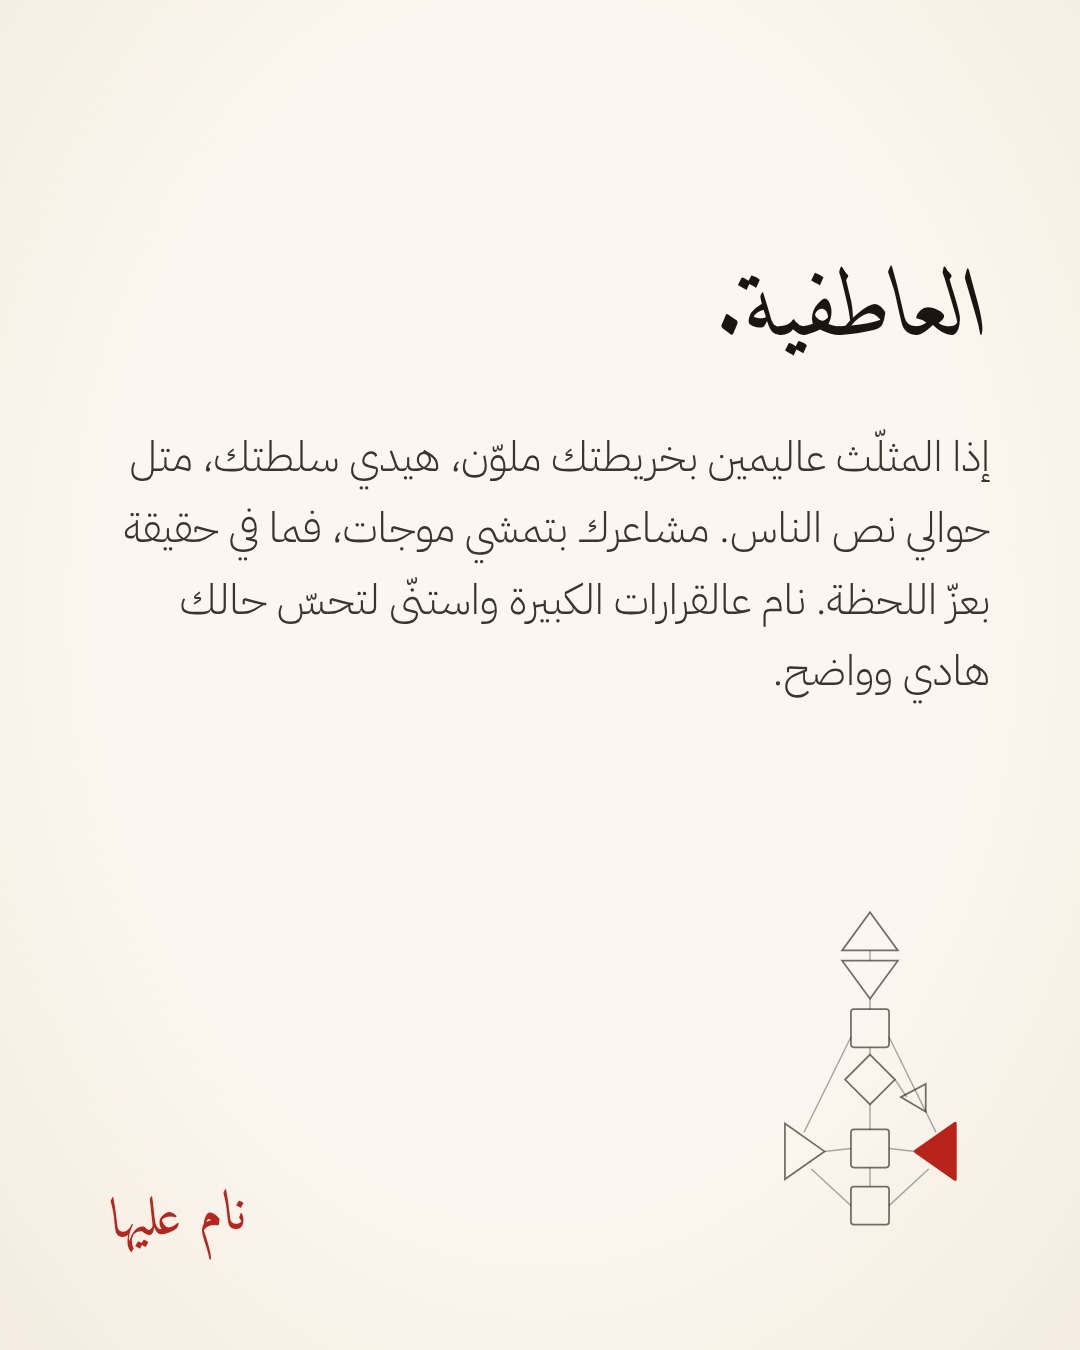 العاطفية.
إذا المثلّث عاليمين بخريطتك ملوّن، هيدي سلطتك، متل
حوالي نص الناس. مشاعرك بتمشي موجات، فما في حقيقة
بعزّ اللحظة. نام عالقرارات الكبيرة واستنّى لتحسّ حالك
هادي وواضح.
نام عليها